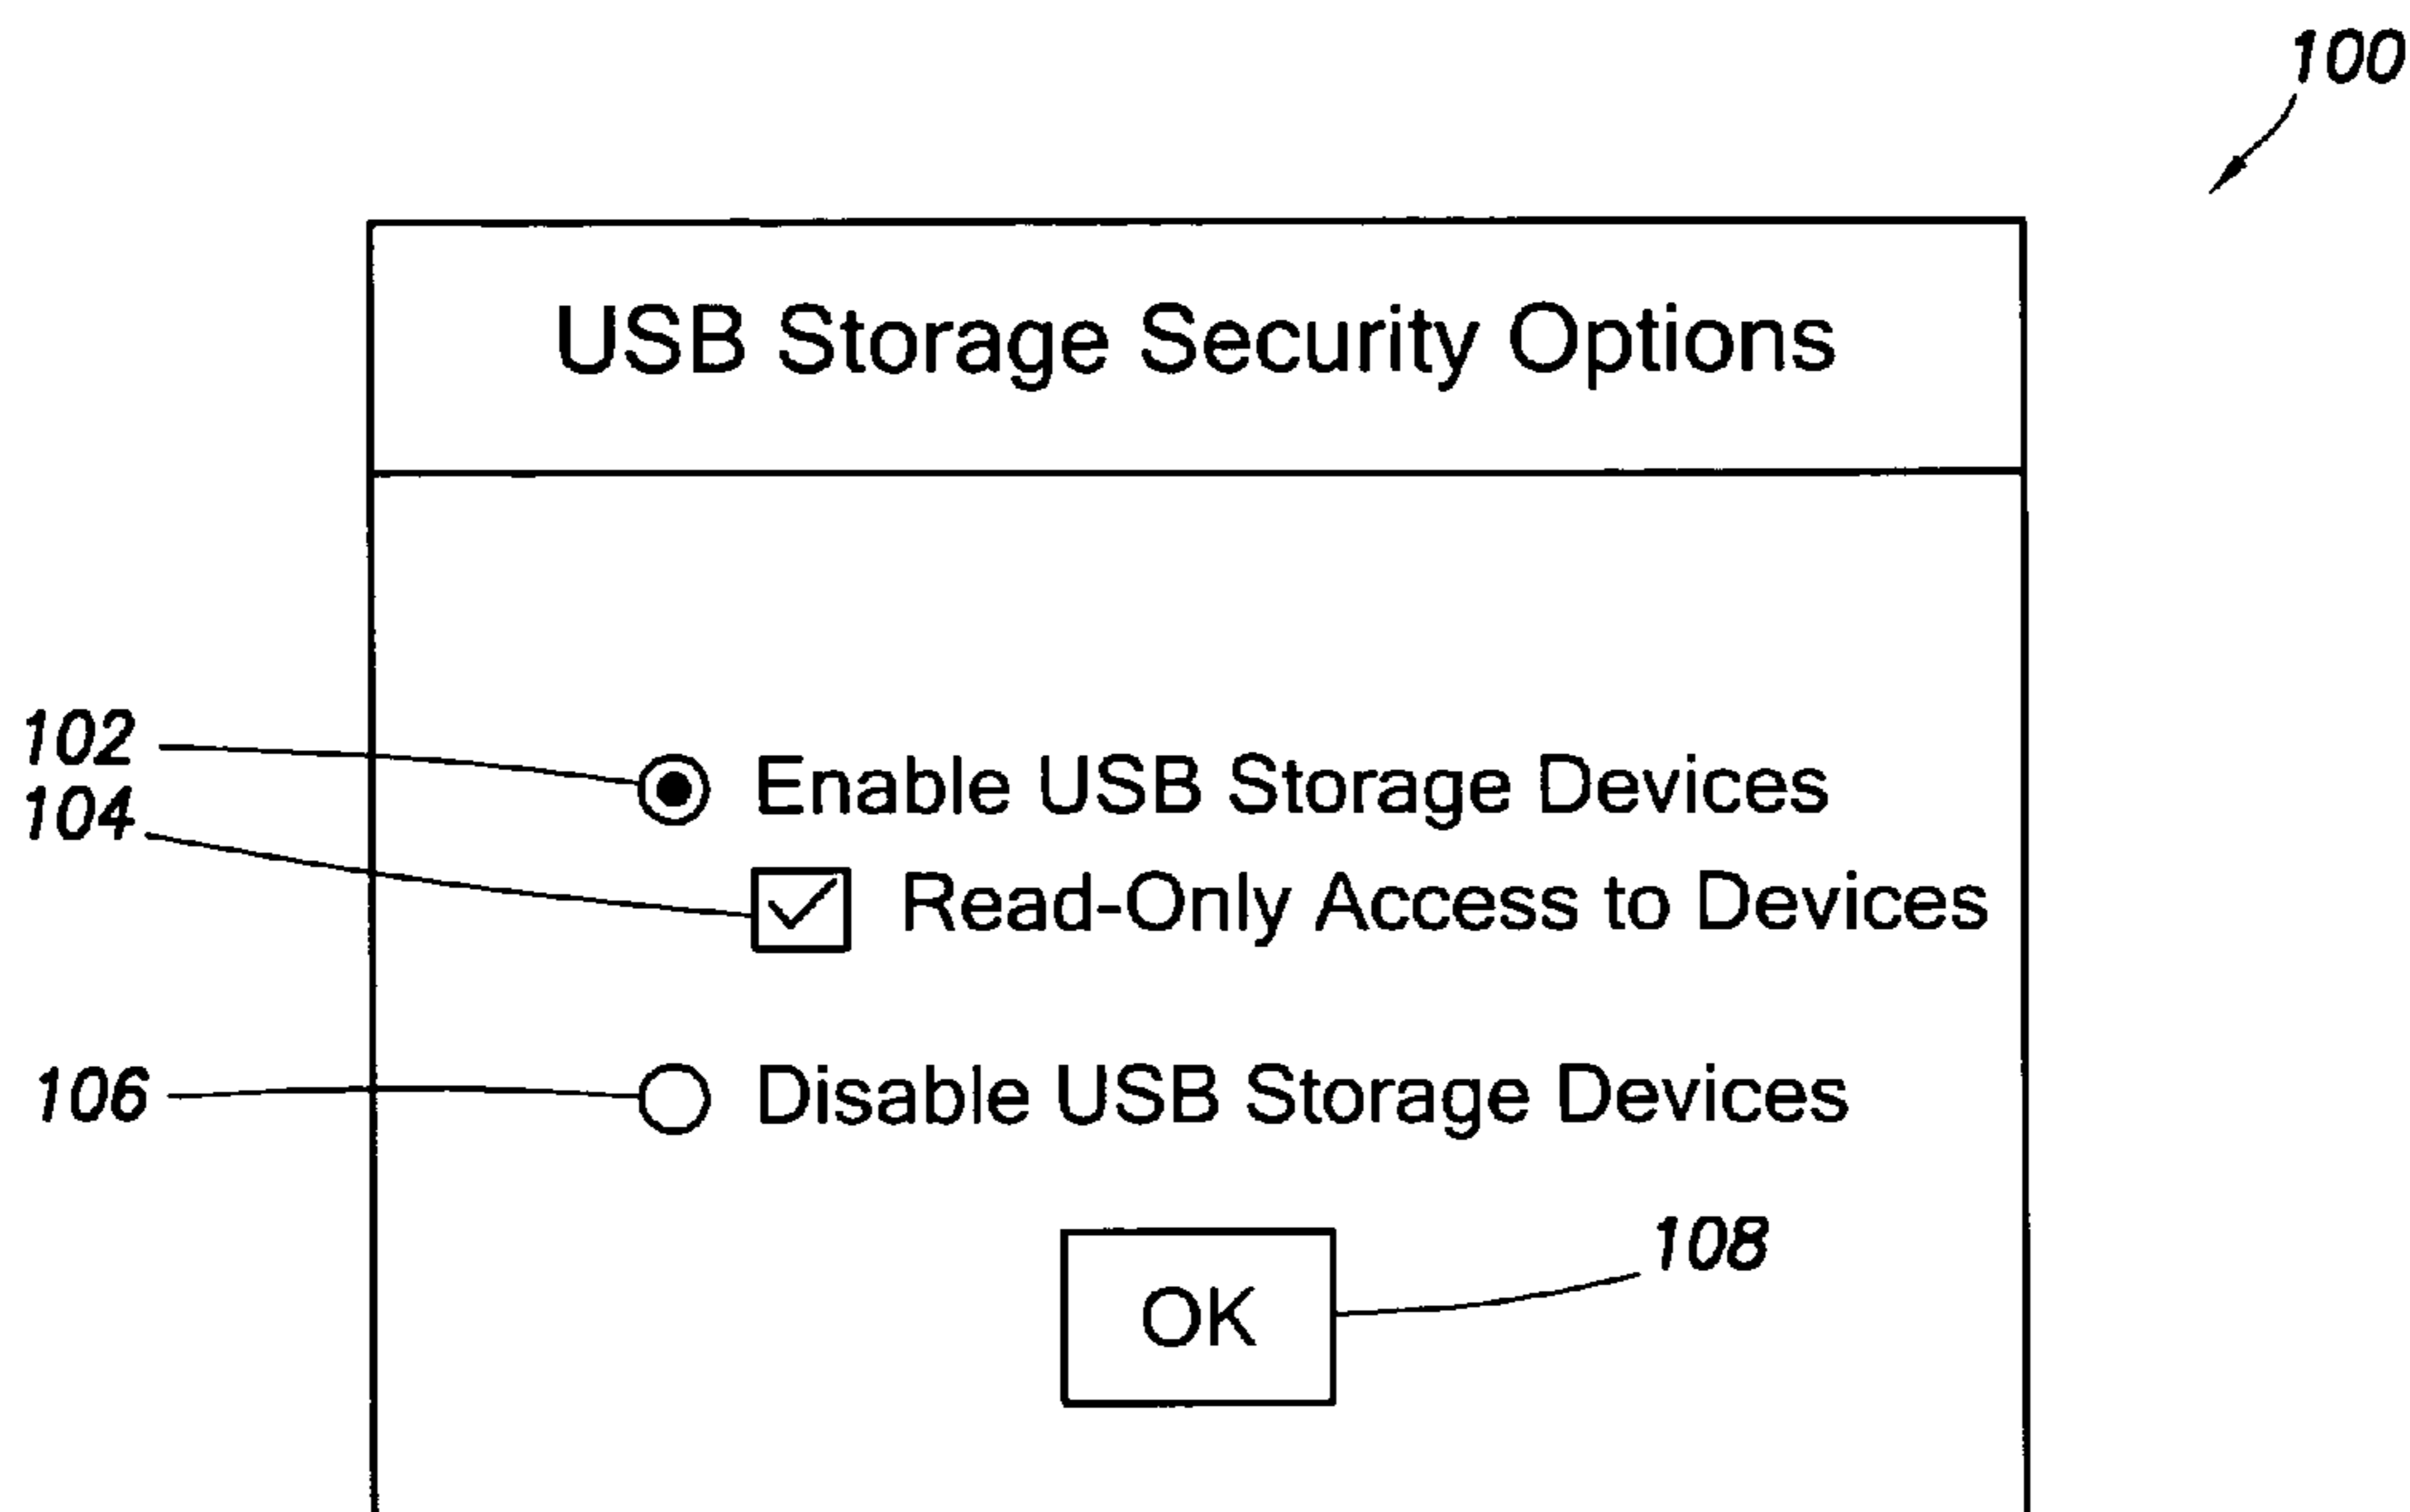 100
USB Storage Security Options
102
Enable USB Storage Devices
104
Read-Only Access to Devices
106
Disable USB Storage Devices
OK
108